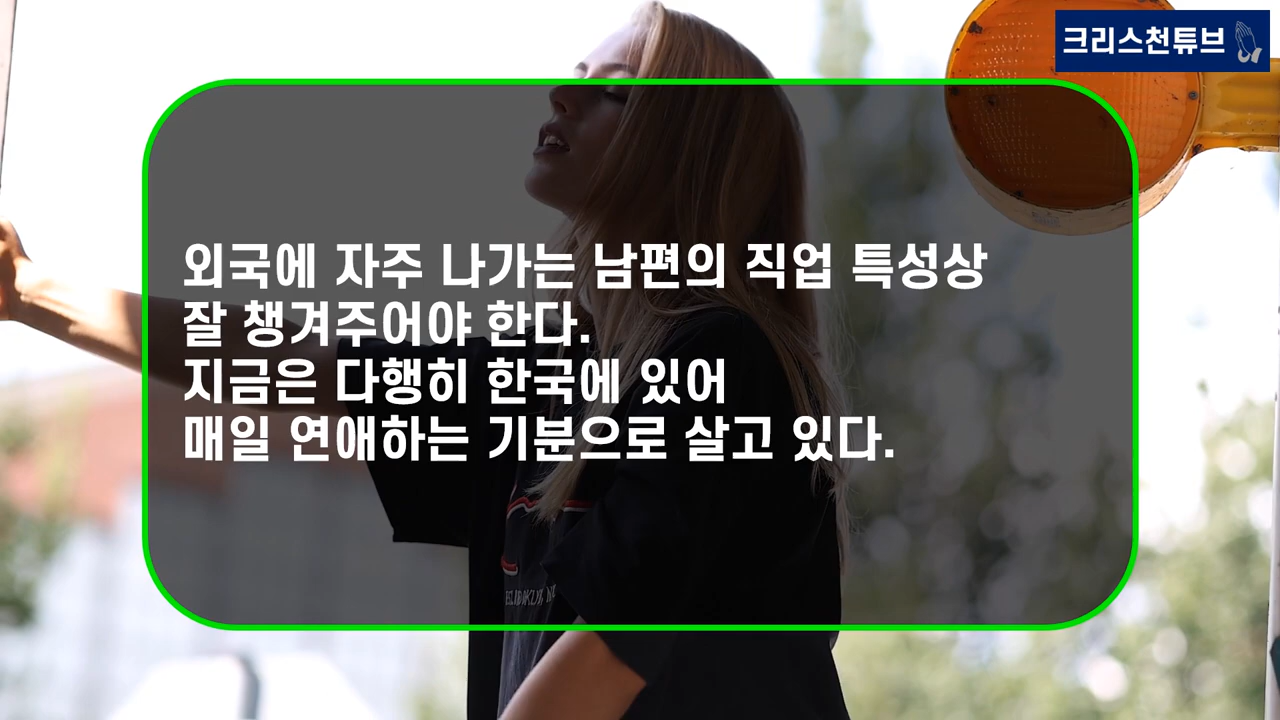 크리스천튜브
외국에 자주 나가는 남편의 직업 특성상
잘 챙겨주어야 한다.
지금은 다행히 한국에 있어
매일 연애하는 기분으로 살고 있다.